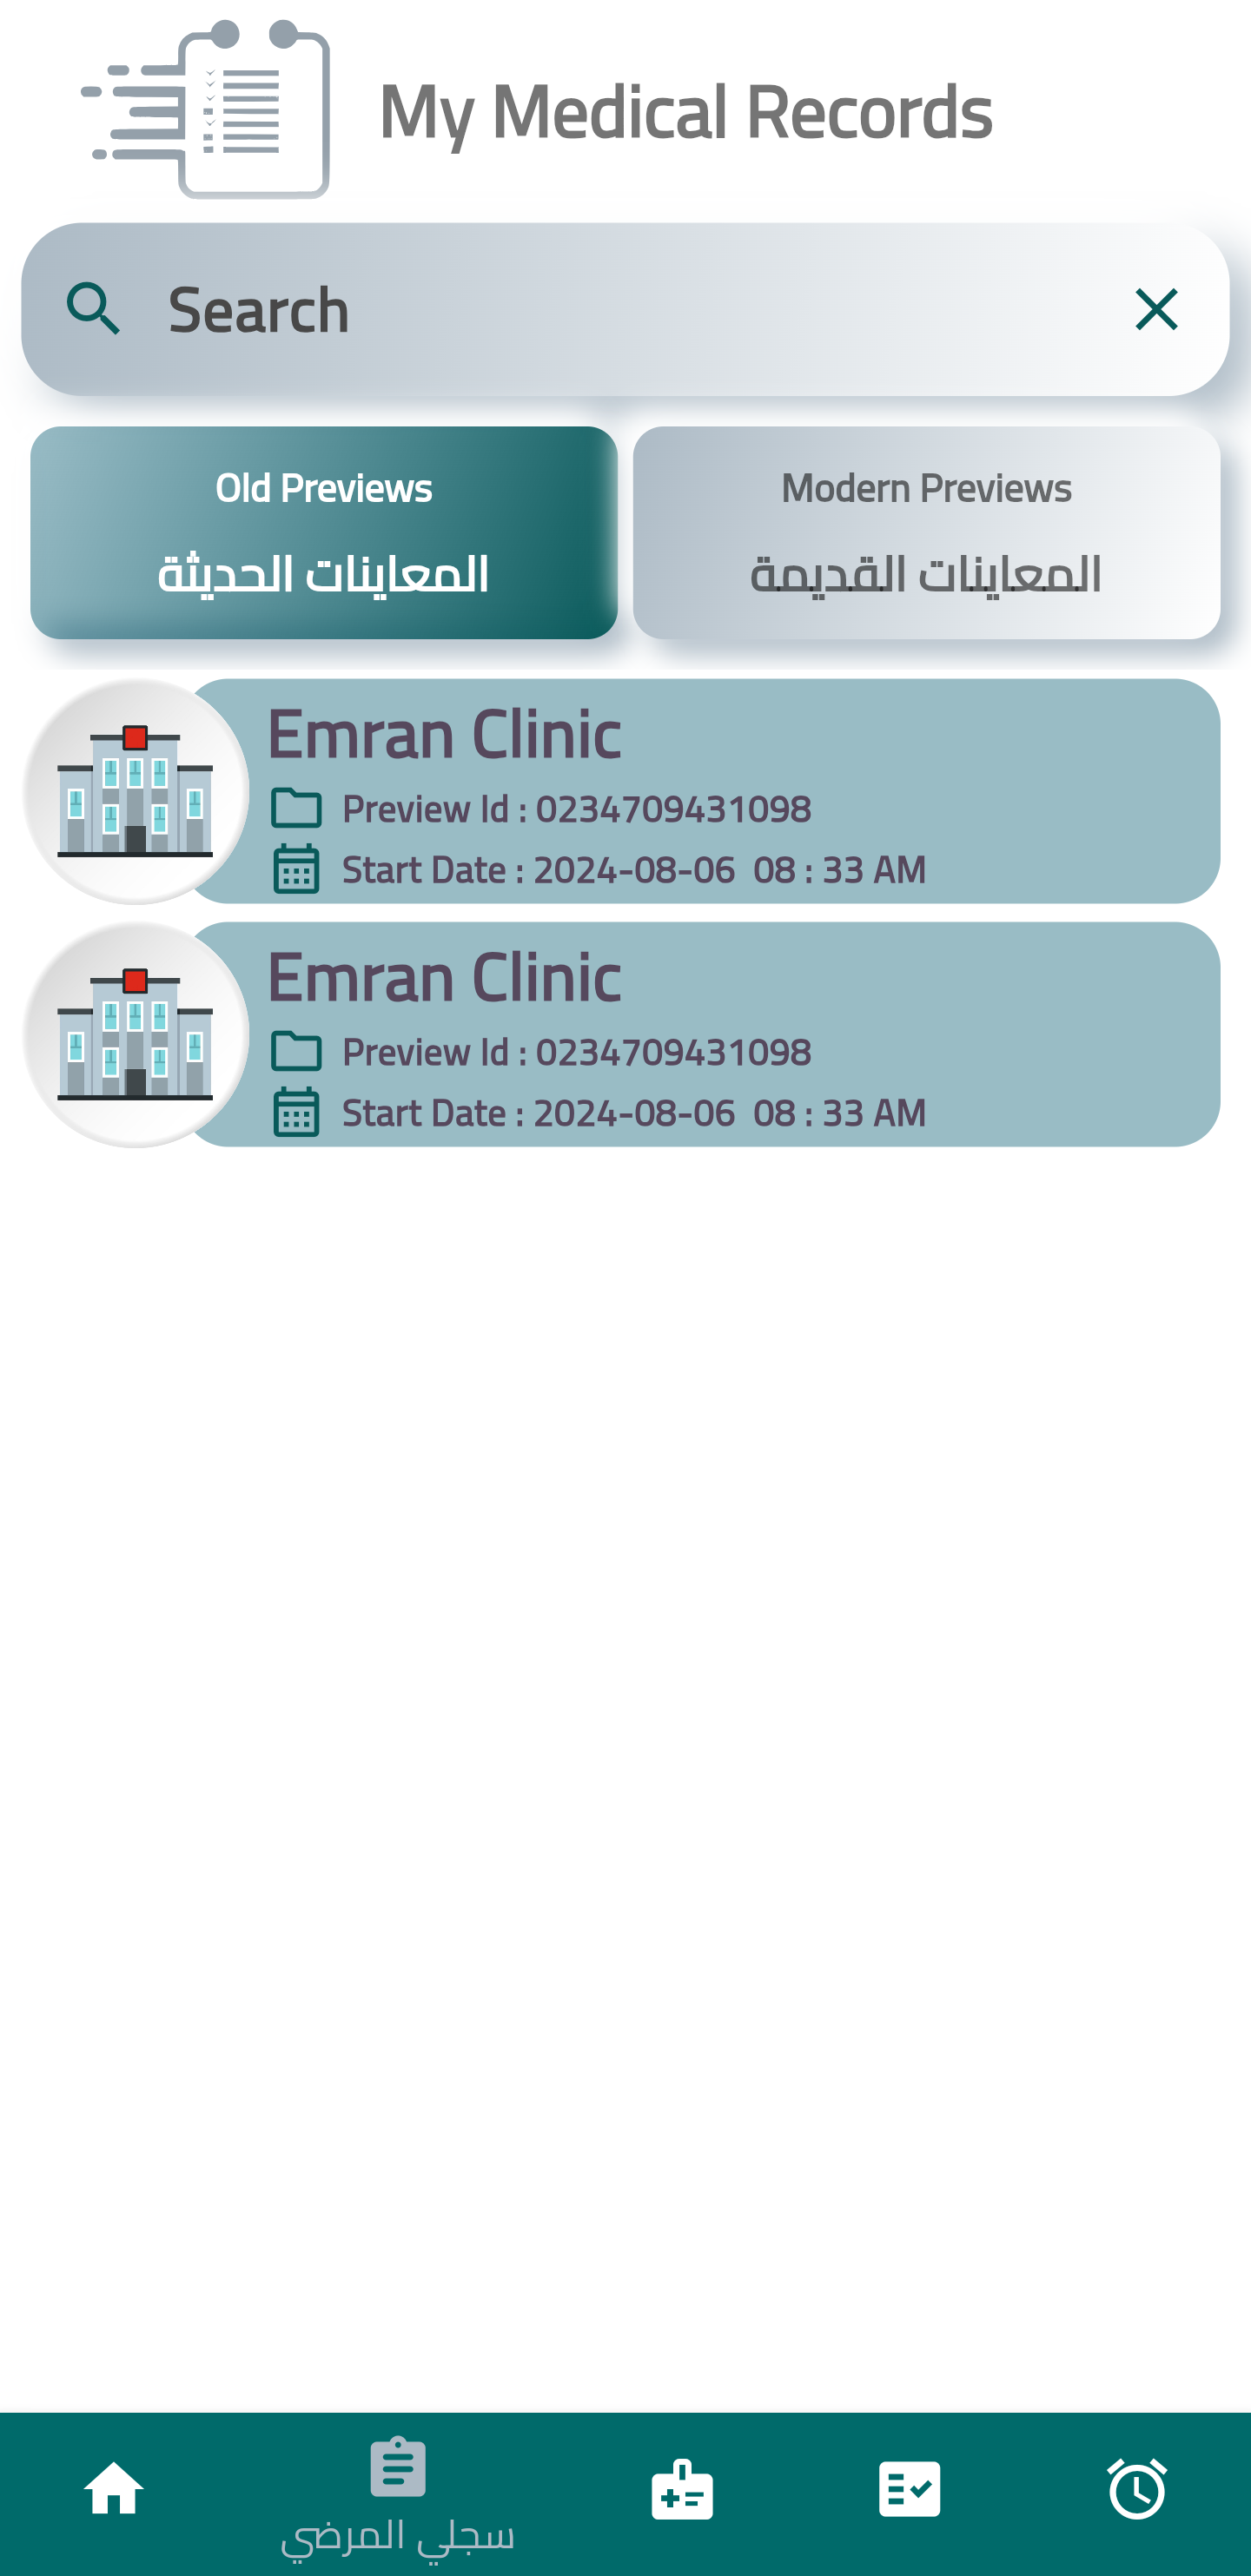 My Medical Records
Search
Old Previews
المعاينات الحديثة
Modern Previews
المعاينات القديمة
Emran Clinic
Preview Id : 0234709431098
Start Date : 2024-08-06 08 : 33 AM
Emran Clinic
Preview Id : 0234709431098
Start Date : 2024-08-06 08 : 33 AM
سجلي المرضي